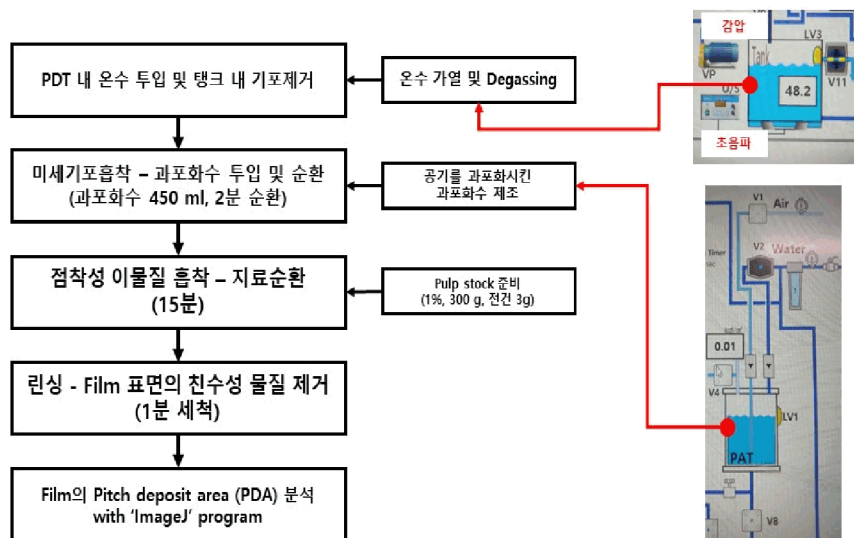 PDT 내 온수 투입 및 탱크 내 기포제거
온수 가열 및 Degassing
미세기포흡착 – 과포화수 투입 및 순환
(과포화수 450 ml, 2분 순환)
공기를 과포화시킨
과포화수 제조
점착성 이물질 흡착 – 지료순환
(15분)
Pulp stock 준비
(1%, 300 g, 전건 3g)
린싱 - Film 표면의 친수성 물질 제거
(1분 세척)
Film의 Pitch deposit area (PDA) 분석
with ‘ImageJ’ program
감압
LV3
Tank
VP
48.2
V11
U/S
초음파
V1
Air
V2
Water
Timer
sec
0.01
V4
LV1
PAT
V8